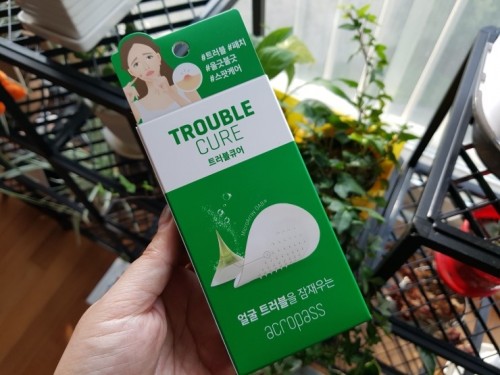 #트러블 #패치
#울긋불긋
#스팟케어
TROUBLE
CURE
트러블큐어
얼굴 트러블을 잠재우는
acropass